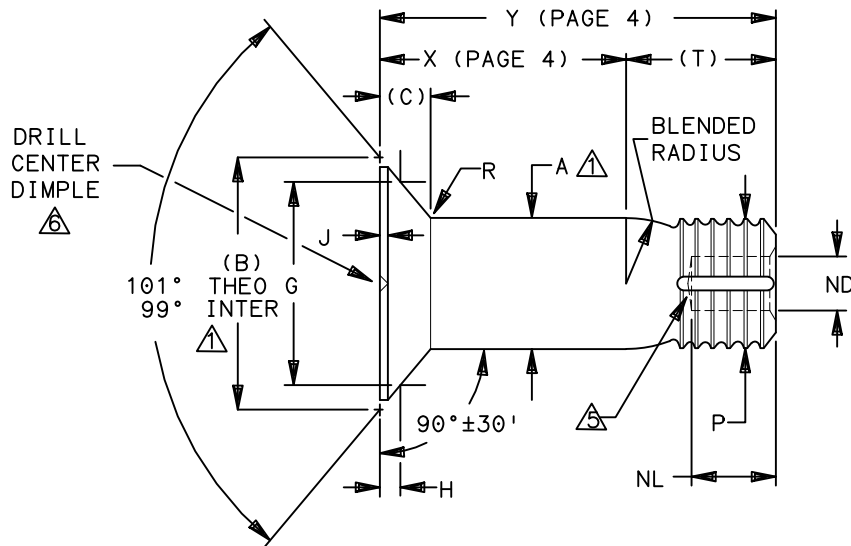 Y (PAGE 4)
X (PAGE 4)
(T)
(C)
BLENDED
RADIUS
DRILL
CENTER
DIMPLE
6
R
A 1
J
(B)
THEO
INTER
1
G
101°
99°
ND
90°±30'
5
P
NL
H